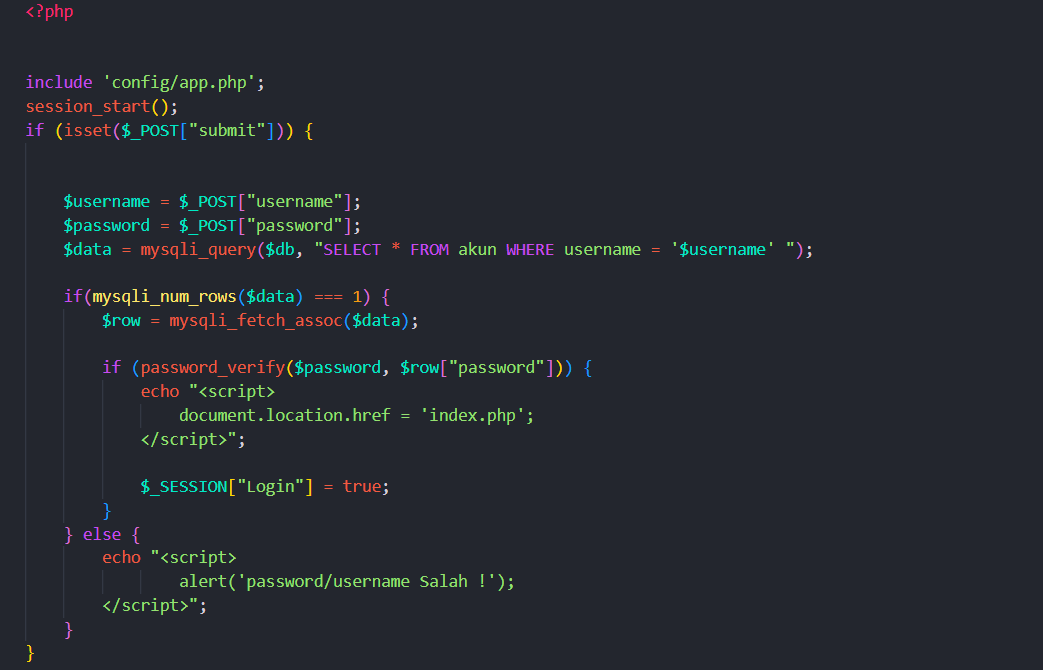 <?php
include 'config/app.php';
session_start();
if (isset($_POST["submit"])) {
$username = $_POST["username"];
$password = $_POST["password"];
$data = mysqli_query($db, "SELECT * FROM akun WHERE username = '$username' ");
if(mysqli_num_rows($data) === 1) {
$row = mysqli_fetch_assoc($data);
if (password_verify($password, $row["password"])) {
echo "<script>
document.location.href = 'index.php';
</script>";
$_SESSION["Login"] = true;
}
} else {
echo "<script>
alert('password/username Salah !');
</script>";
}
}